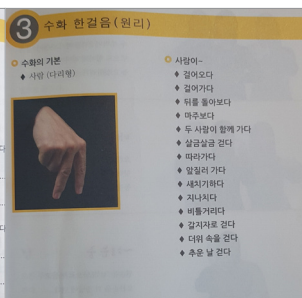 3 수화 한걸음(원리)
수화의 기본
사람 (다리형)
사람이~
걸어오다
걸어가다
뒤를 돌아보다
마주보다
두 사람이 함께 가다
살금살금 걷다
따라가다
앞질러 가다
새치기하다
지나치다
비틀거리다
갈지자로 걷다
더위 속을 걷다
추운 날 걷다